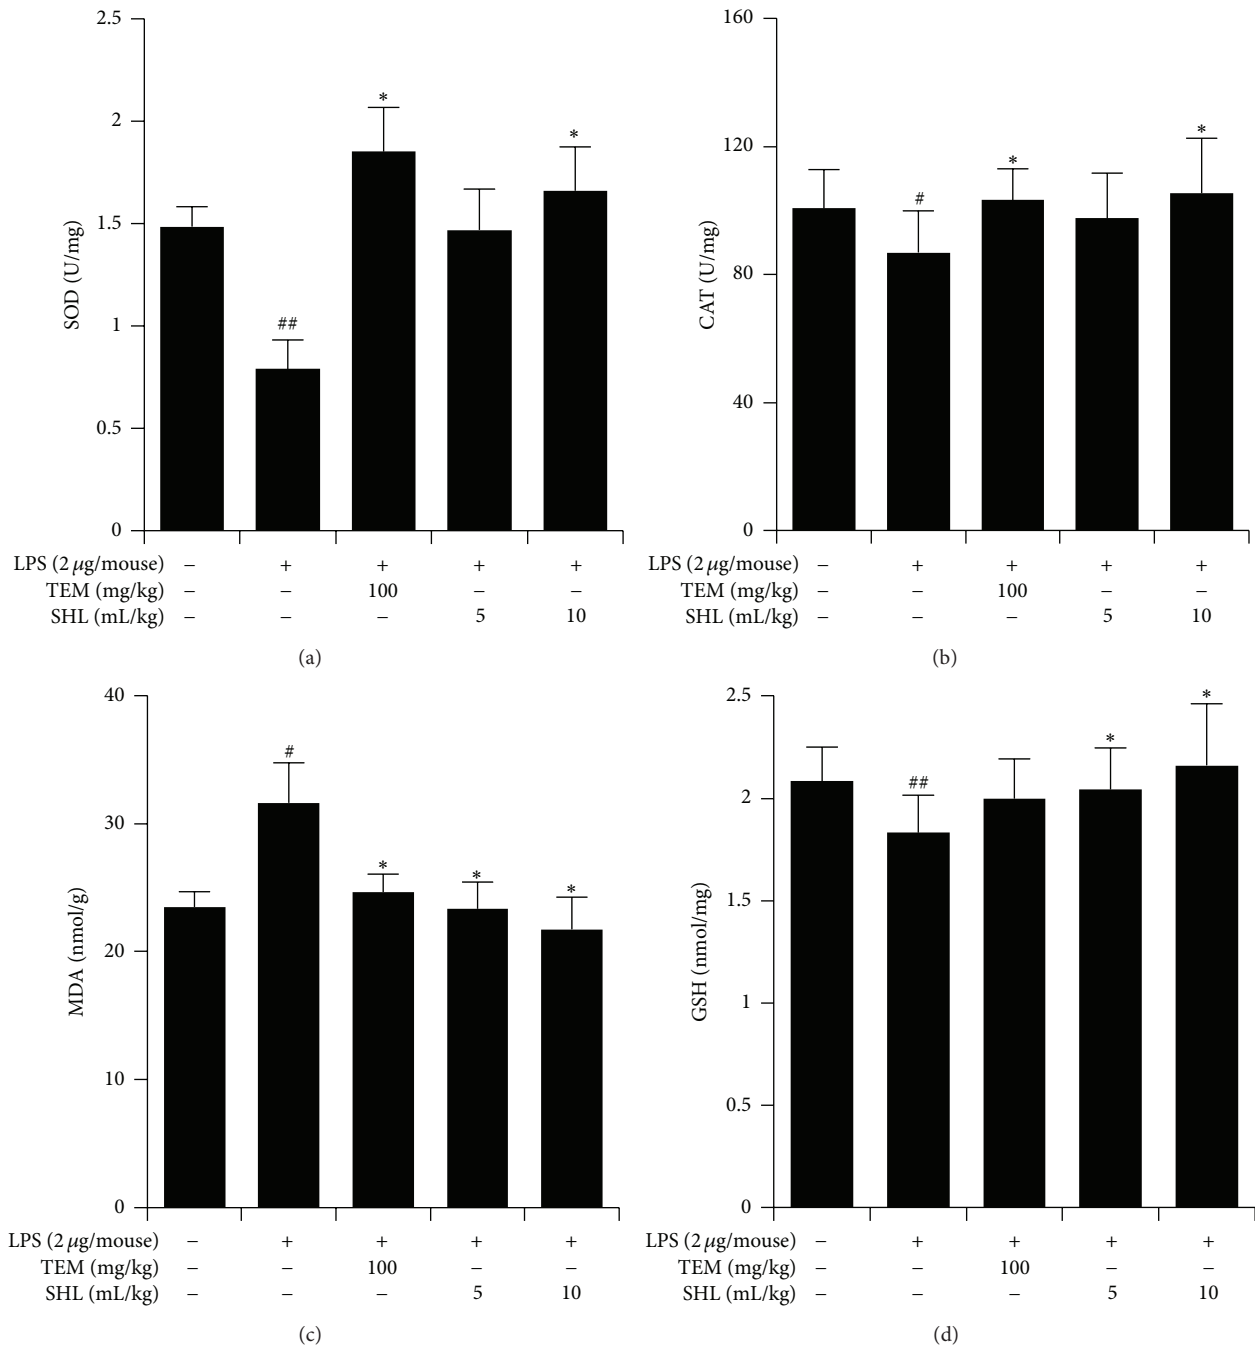 2.5
2
1.5
1
0.5
0
SOD (U/mg)
##
*
*
LPS (2 μg/mouse) − + + + +
TEM (mg/kg) − − 100 − −
SHL (mL/kg) − − − 5 10
(a)
160
120
80
40
0
CAT (U/mg)
#
*
*
LPS (2 μg/mouse) − + + + +
TEM (mg/kg) − − 100 − −
SHL (mL/kg) − − − 5 10
(b)
40
30
20
10
0
MDA (nmol/g)
#
*
*
*
LPS (2 μg/mouse) − + + + +
TEM (mg/kg) − − 100 − −
SHL (mL/kg) − − − 5 10
(c)
2.5
2
1.5
1
0.5
0
GSH (nmol/mg)
##
*
*
LPS (2 μg/mouse) − + + + +
TEM (mg/kg) − − 100 − −
SHL (mL/kg) − − − 5 10
(d)